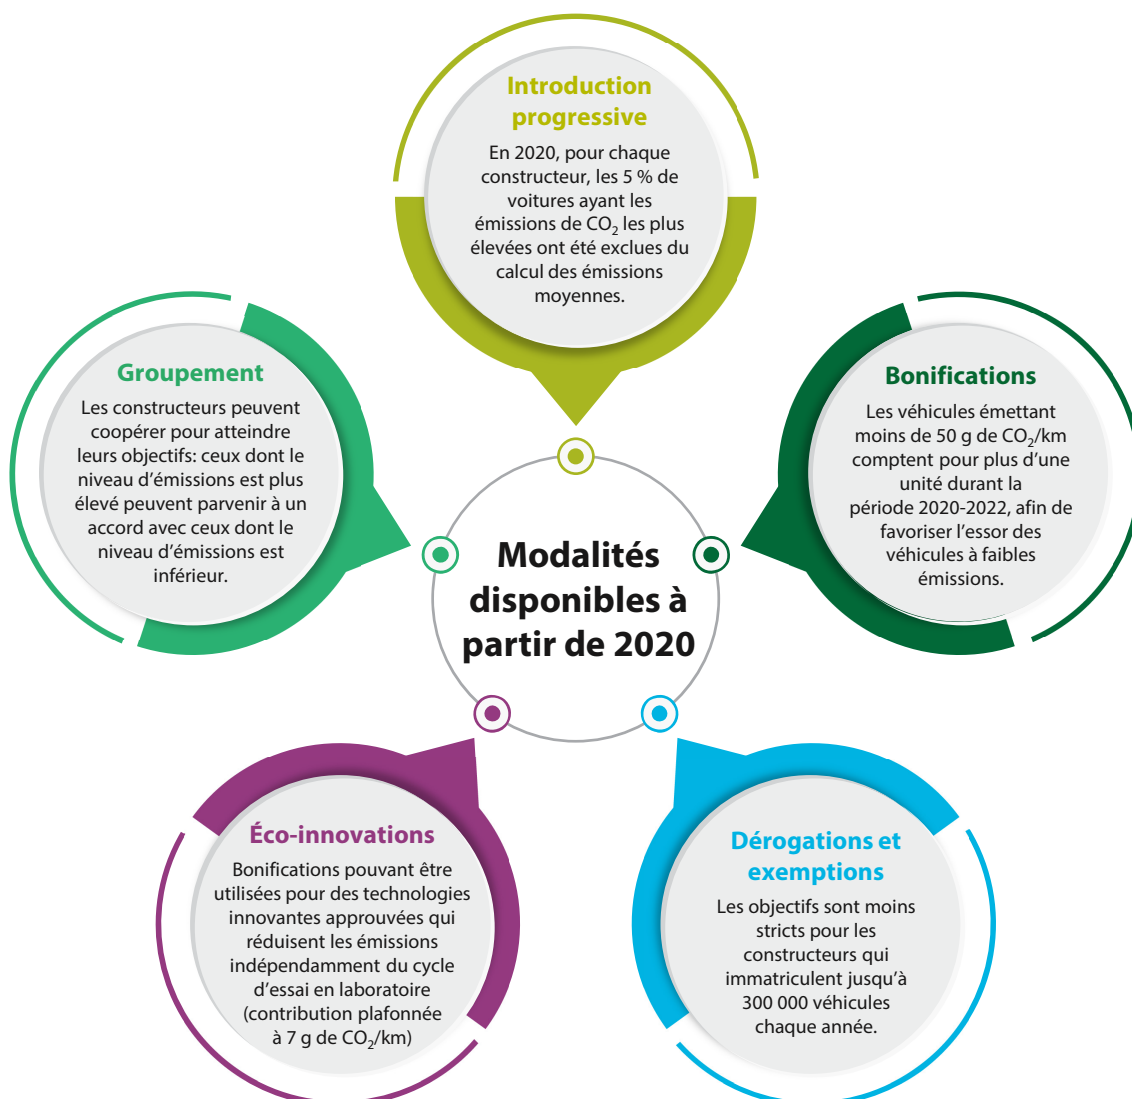 Introduction
progressive
En 2020, pour chaque
constructeur, les 5 % de
voitures ayant les
émissions de CO₂ les plus
élevées ont été exclues du
calcul des émissions
moyennes.
Groupement
Les constructeurs peuvent
coopérer pour atteindre
leurs objectifs: ceux dont le
niveau d'émissions est plus
élevé peuvent parvenir à un
accord avec ceux dont le
niveau d'émissions est
inférieur.
Bonifications
Les véhicules émettant
moins de 50 g de CO₂/km
comptent pour plus d'une
unité durant la
période 2020-2022, afin de
favoriser l'essor des
véhicules à faibles
émissions.
Modalités
disponibles à
partir de 2020
Éco-innovations
Bonifications pouvant être
utilisées pour des technologies
innovantes approuvées qui
réduisent les émissions
indépendamment du cycle
d'essai en laboratoire
(contribution plafonnée
à 7 g de CO₂/km)
Dérogations et
exemptions
Les objectifs sont moins
stricts pour les
constructeurs qui
immatriculent jusqu'à
300 000 véhicules
chaque année.